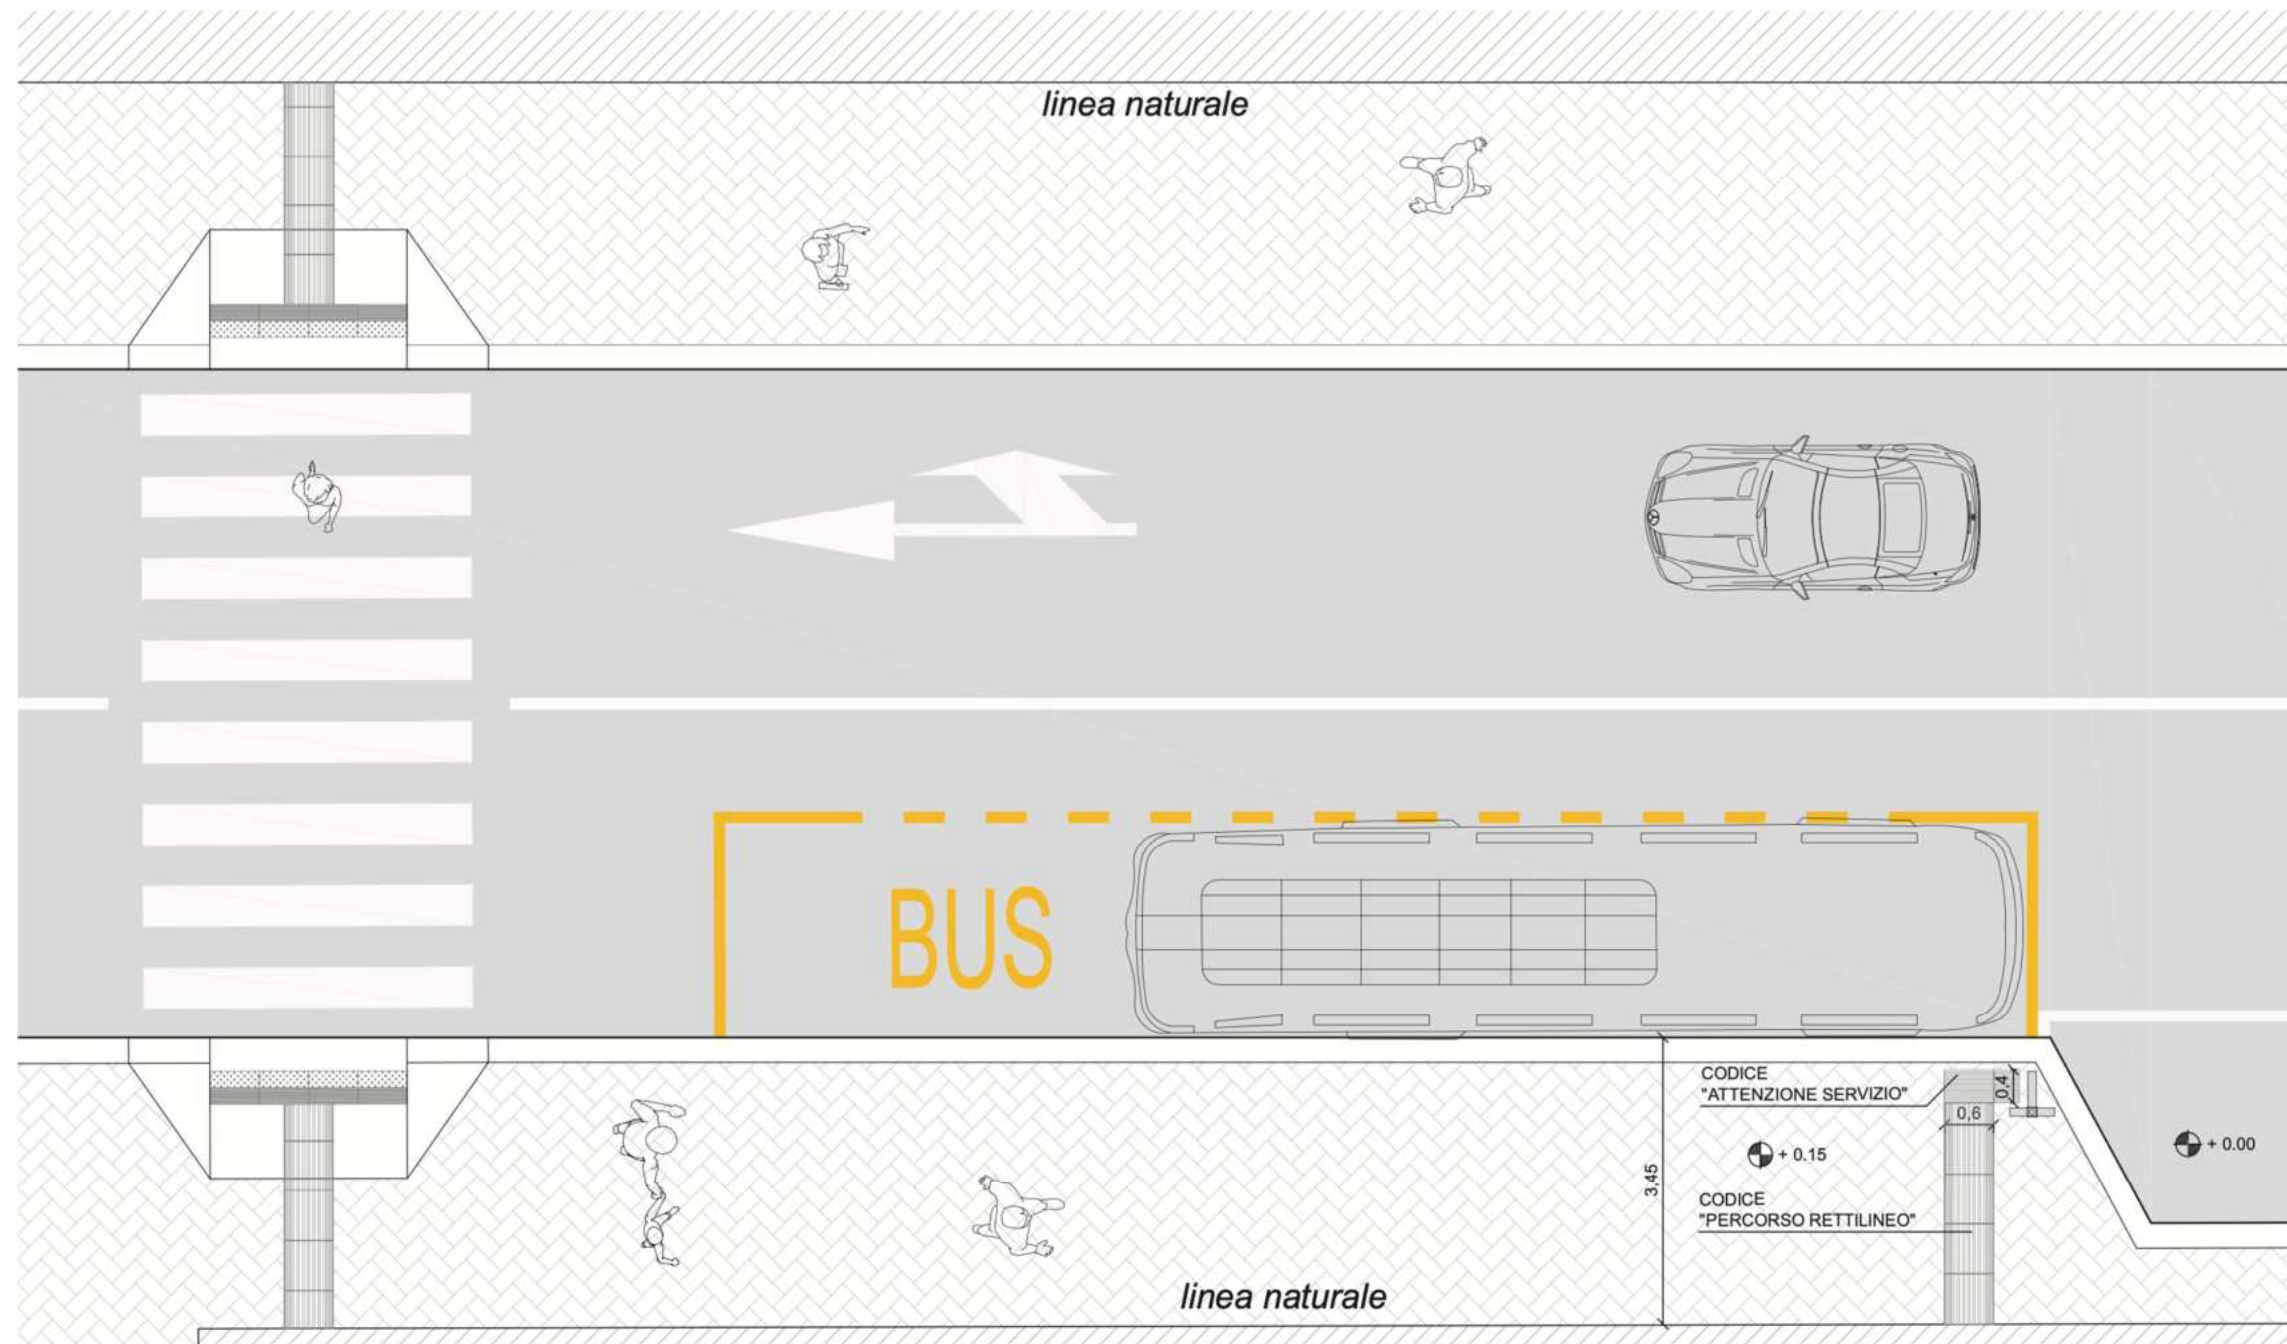 linea naturale
BUS
CODICE
"ATTENZIONE SERVIZIO"
0,4
0,6
+ 0.15
+ 0.00
3,45
CODICE
"PERCORSO RETTILINEO"
linea naturale